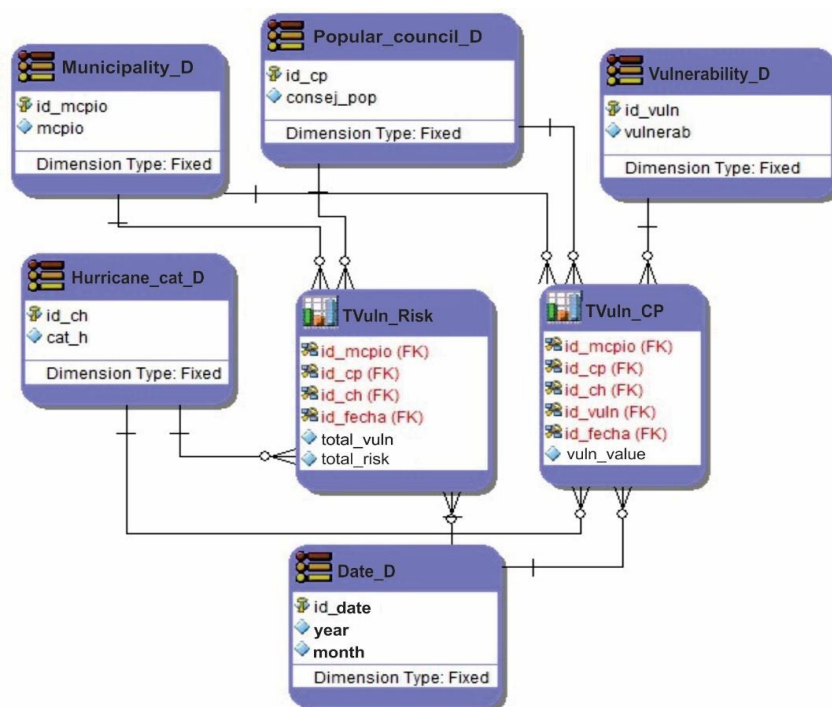 Municipality_D
id_mcpio
mcpio
Dimension Type: Fixed
Popular_council_D
id_cp
consej_pop
Dimension Type: Fixed
Vulnerability_D
id_vuln
vulnerab
Dimension Type: Fixed
Hurricane_cat_D
id_ch
cat_h
Dimension Type: Fixed
TVuln_Risk
id_mcpio (FK)
id_cp (FK)
id_ch (FK)
id_fecha (FK)
total_vuln
total_risk
TVuln_CP
id_mcpio (FK)
id_cp (FK)
id_ch (FK)
id_vuln (FK)
id_fecha (FK)
vuln_value
Date_D
id_date
year
month
Dimension Type: Fixed